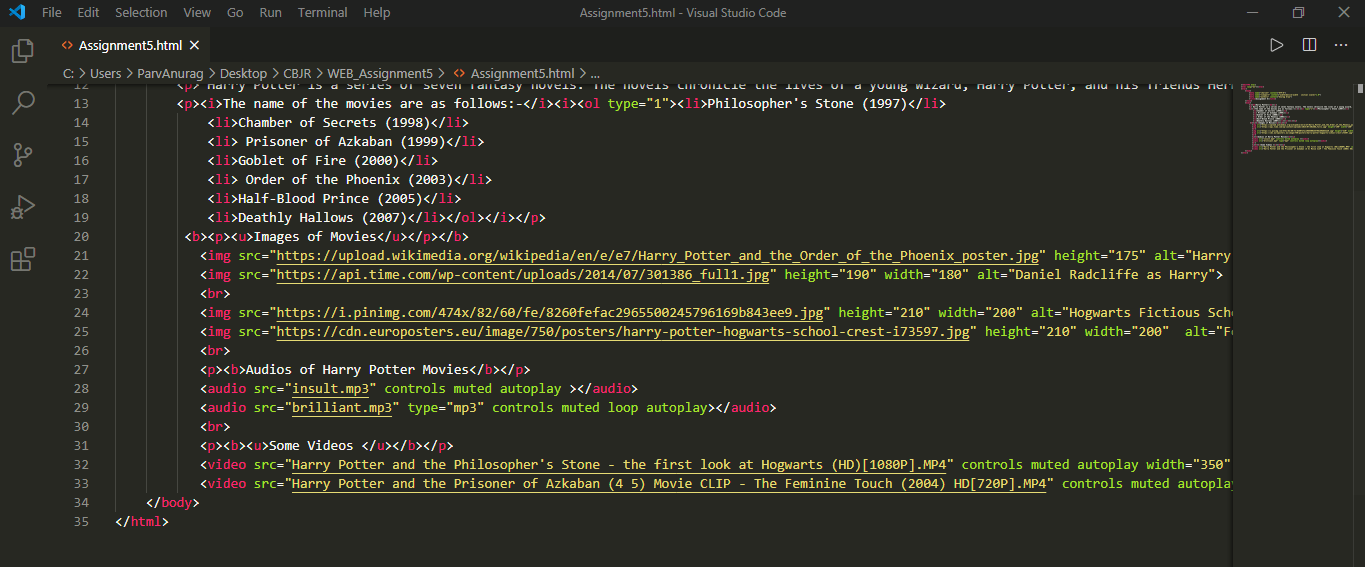 File Edit Selection View Go Run Terminal Help Assignment5.html - Visual Studio Code
Assignment5.html
C: > Users > ParvAnurag > Desktop > CBJR > WEB_Assignment5 > Assignment5.html > ...
12 <p> Harry Potter is a series of seven fantasy novels. The novels chronicle the lives of a young wizard, Harry Potter, and his friends Her
13 <p><i>The name of the movies are as follows:-</i><i><ol type="1"><li>Philosopher's Stone (1997)</li>
14 <li>Chamber of Secrets (1998)</li>
15 <li> Prisoner of Azkaban (1999)</li>
16 <li>Goblet of Fire (2000)</li>
17 <li> Order of the Phoenix (2003)</li>
18 <li>Half-Blood Prince (2005)</li>
19 <li>Deathly Hallows (2007)</li></ol></i></p>
20 <b><p><u>Images of Movies</u></p></b>
21 <img src="https://upload.wikimedia.org/wikipedia/en/e/e7/Harry_Potter_and_the_Order_of_the_Phoenix_poster.jpg" height="175" alt="Harry
22 <img src="https://api.time.com/wp-content/uploads/2014/07/301386_full1.jpg" height="190" width="180" alt="Daniel Radcliffe as Harry">
23 <br>
24 <img src="https://i.pinimg.com/474x/82/60/fe/8260fefac2965500245796169b843ee9.jpg" height="210" width="200" alt="Hogwarts Fictious Sch
25 <img src="https://cdn.europosters.eu/image/750/posters/harry-potter-hogwarts-school-crest-i73597.jpg" height="210" width="200"  alt="F
26 <br>
27 <p><b>Audios of Harry Potter Movies</b></p>
28 <audio src="insult.mp3" controls muted autoplay ></audio>
29 <audio src="brilliant.mp3" type="mp3" controls muted loop autoplay></audio>
30 <br>
31 <p><b><u>Some Videos </u></b></p>
32 <video src="Harry Potter and the Philosopher's Stone - the first look at Hogwarts (HD)[1080P].MP4" controls muted autoplay width="350"
33 <video src="Harry Potter and the Prisoner of Azkaban (4 5) Movie CLIP - The Feminine Touch (2004) HD[720P].MP4" controls muted autopla
34 </body>
35 </html>